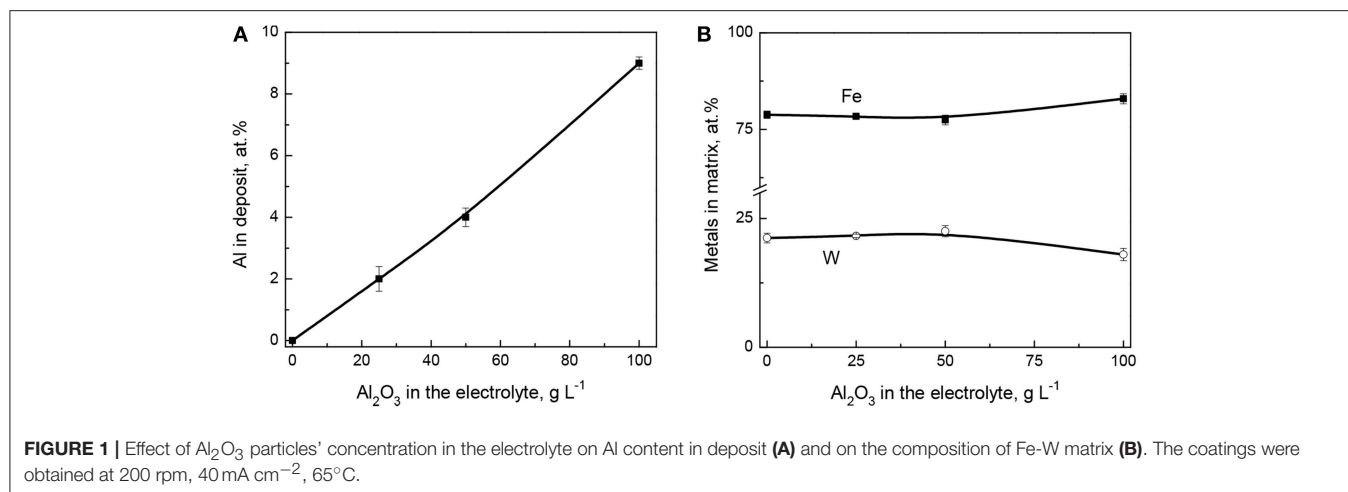 A
B
10
8
6
4
2
0
Al in deposit, at.%
0 20 40 60 80 100
Al₂O₃ in the electrolyte, g L⁻¹
100
75
25
0
Metals in matrix, at.%
Fe
W
0 25 50 75 100
Al₂O₃ in the electrolyte, g L⁻¹
FIGURE 1 | Effect of Al₂O₃ particles' concentration in the electrolyte on Al content in deposit (A) and on the composition of Fe-W matrix (B). The coatings were
obtained at 200 rpm, 40 mA cm⁻², 65°C.